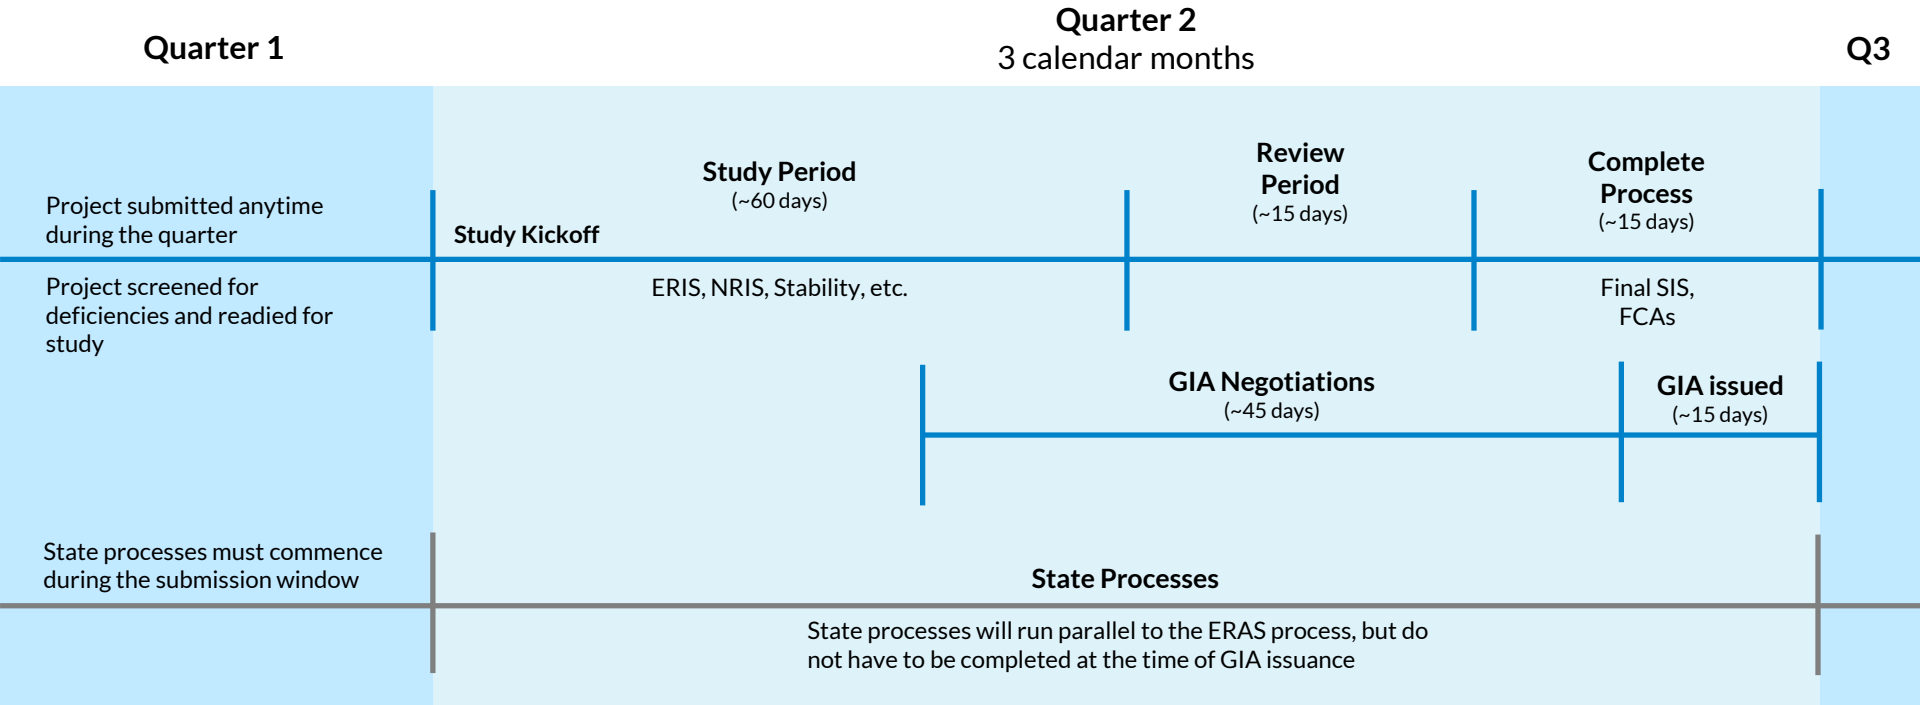 Quarter 1
Quarter 2
3 calendar months
Q3
Project submitted anytime
during the quarter
Study Kickoff
Study Period
(~60 days)
Review
Period
(~15 days)
Complete
Process
(~15 days)
Project screened for
deficiencies and readied for
study
ERIS, NRIS, Stability, etc.
Final SIS,
FCAs
GIA Negotiations
(~45 days)
GIA issued
(~15 days)
State processes must commence
during the submission window
State Processes
State processes will run parallel to the ERAS process, but do
not have to be completed at the time of GIA issuance